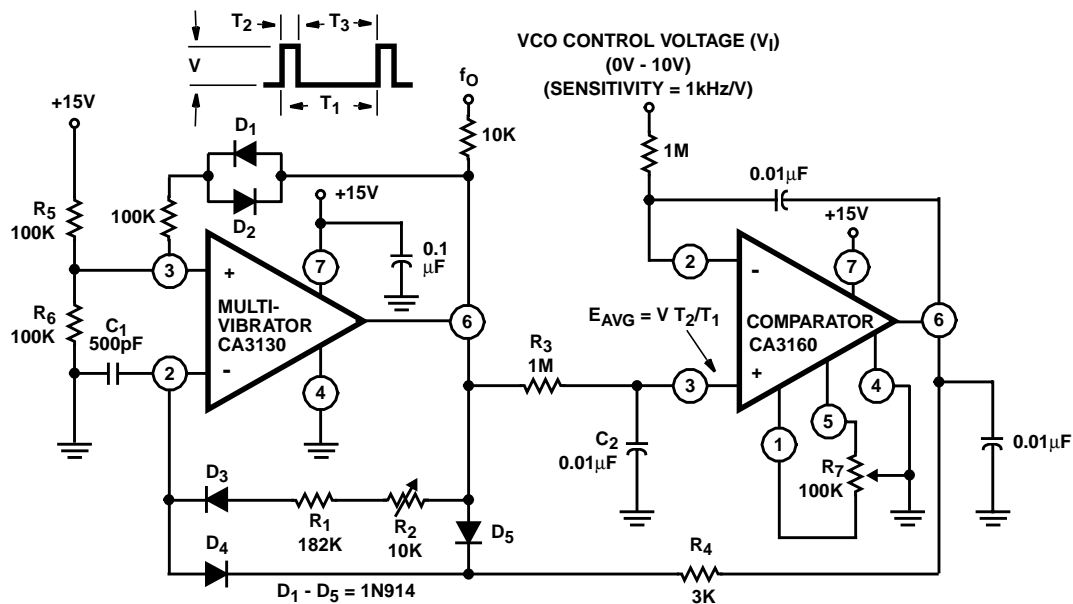 T2
T3
V
T1
+15V
fO
10K
D1
D2
100K
R5
100K
R6
100K
C1
500pF
3
+
2
-
MULTI-
VIBRATOR
CA3130
7
+15V
0.1
µF
6
4
D3
R1
182K
R2
10K
D4
D5
D1 - D5 = 1N914
VCO CONTROL VOLTAGE (VI)
(0V - 10V)
(SENSITIVITY = 1kHz/V)
1M
0.01µF
+15V
2
-
7
EAVG = V T2/T1
COMPARATOR
CA3160
6
R3
1M
3
+
4
5
1
C2
0.01µF
R7
100K
0.01µF
R4
3K